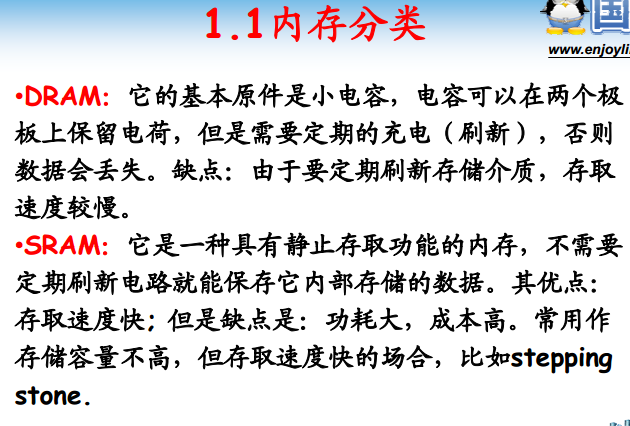 1.1内存分类
国
www.enjoyli
•DRAM：它的基本原件是小电容，电容可以在两个极
板上保留电荷，但是需要定期的充电（刷新），否则
数据会丢失。缺点：由于要定期刷新存储介质，存取
速度较慢。
•SRAM：它是一种具有静止存取功能的内存，不需要
定期刷新电路就能保存它内部存储的数据。其优点：
存取速度快；但是缺点是：功耗大，成本高。常用作
存储容量不高，但存取速度快的场合，比如stepping
stone.